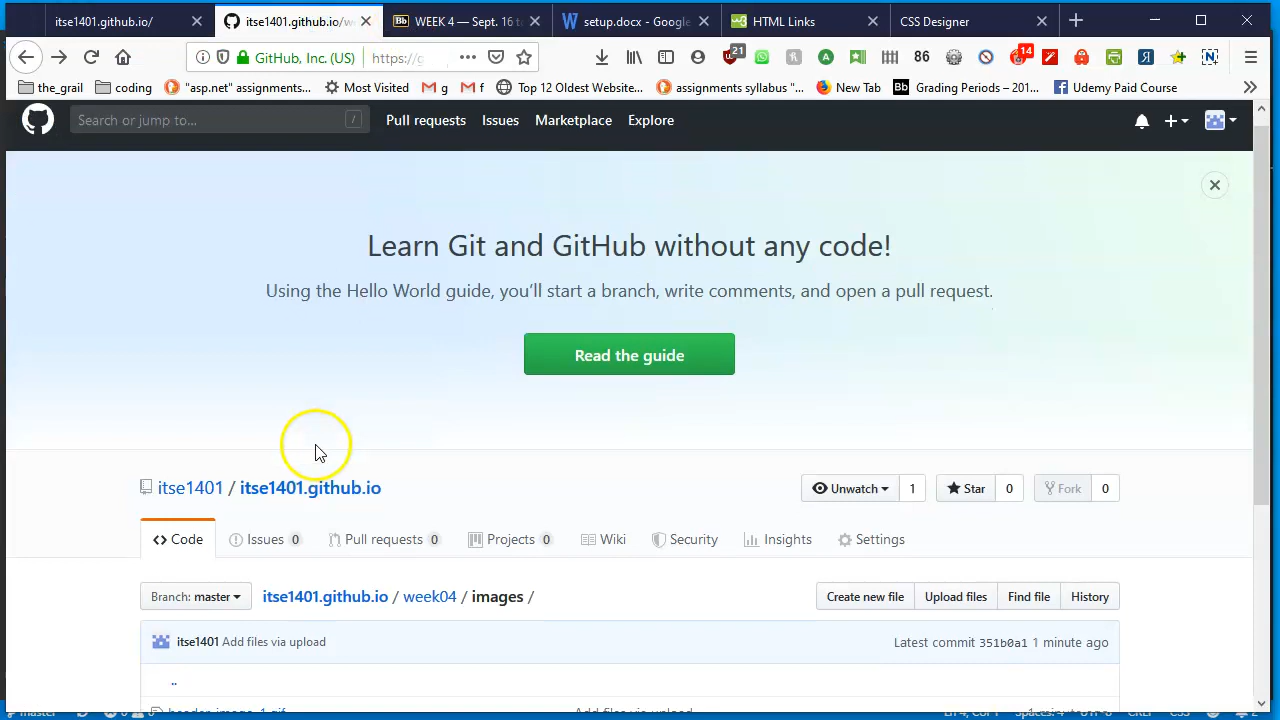 itse1401.github.io/
itse1401.github.io/w
WEEK 4 — Sept. 16 t
setup.docx - Google
HTML Links
CSS Designer
GitHub, Inc. (US)
https://g
21
86
14
the_grail
coding
"asp.net" assignments...
Most Visited
g
f
Top 12 Oldest Website...
assignments syllabus "...
New Tab
Bb
Grading Periods – 201...
Udemy Paid Course
Search or jump to...
/
Pull requests
Issues
Marketplace
Explore
Learn Git and GitHub without any code!
Using the Hello World guide, you’ll start a branch, write comments, and open a pull request.
Read the guide
itse1401 / itse1401.github.io
Unwatch
1
Star
0
Fork
0
Code
Issues 0
Pull requests 0
Projects 0
Wiki
Security
Insights
Settings
Branch: master
itse1401.github.io / week04 / images /
Create new file
Upload files
Find file
History
itse1401 Add files via upload
Latest commit 351b0a1 1 minute ago
..